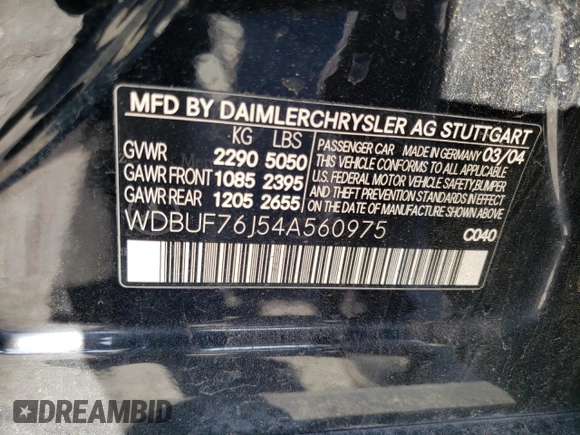 MFD BY DAIMLERCHRYSLER AG STUTTGART
KG LBS
GVWR 2290 5050
GAWR FRONT 1085 2395
GAWR REAR 1205 2655
PASSENGER CAR MADE IN GERMANY 03/04
THIS VEHICLE CONFORMS TO ALL APPLICABLE
U.S. FEDERAL MOTOR VEHICLE SAFETY,BUMPER
AND THEFT PREVENTION STANDARDS IN EFFECT
ON THE DATE OF MANUFACTURE SHOWN ABOVE.
WDBUF76J54A560975
C040
DREAMBID